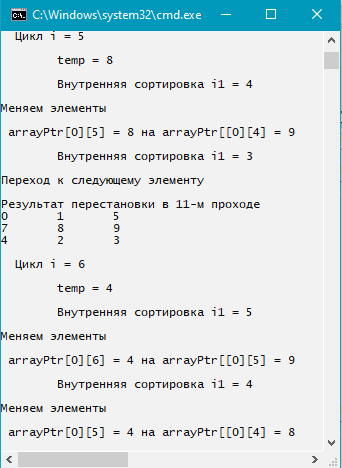 C:\Windows\system32\cmd.exe
Цикл i = 5
temp = 8
Внутренняя сортировка i1 = 4
Меняем элементы
arrayPtr[0][5] = 8 на arrayPtr[[0][4] = 9
Внутренняя сортировка i1 = 3
Переход к следующему элементу
Результат перестановки в 11-м проходе
0 1 5
7 8 9
4 2 3
Цикл i = 6
temp = 4
Внутренняя сортировка i1 = 5
Меняем элементы
arrayPtr[0][6] = 4 на arrayPtr[[0][5] = 9
Внутренняя сортировка i1 = 4
Меняем элементы
arrayPtr[0][5] = 4 на arrayPtr[[0][4] = 8